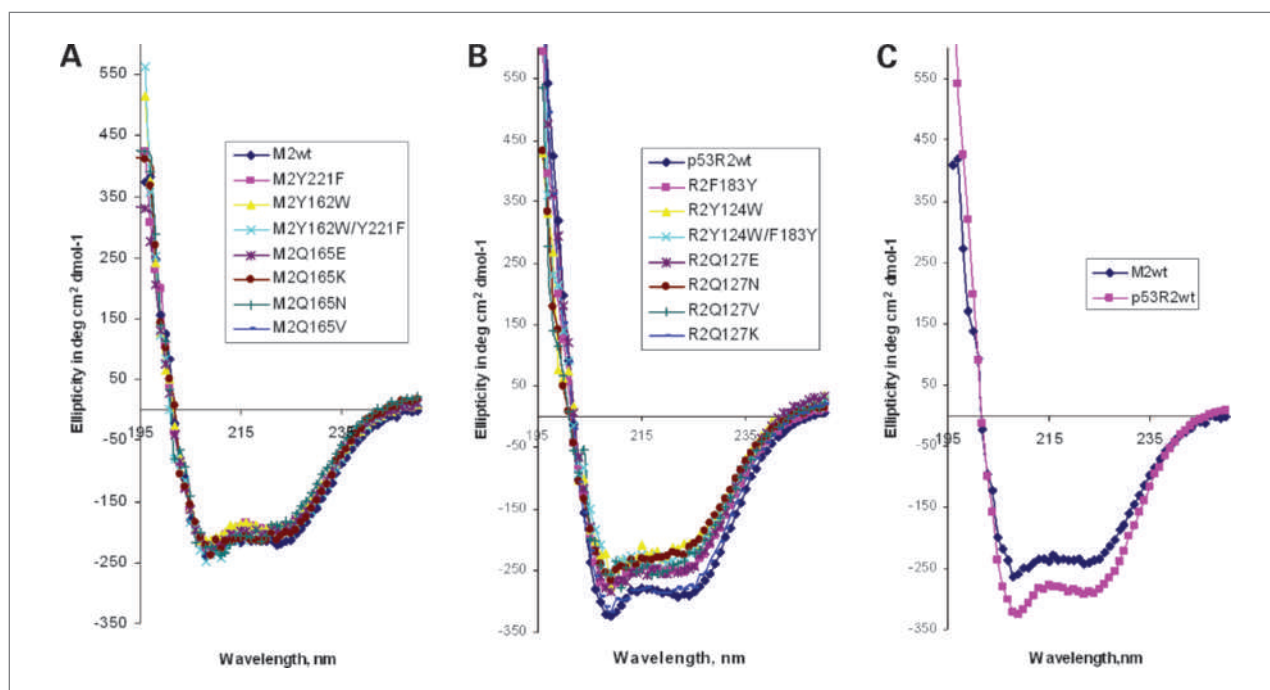 A
Ellipticity in deg cm² dmol-1
550
450
350
250
150
50
-50
-150
-250
-350
195
215
235
M2wt
M2Y221F
M2Y162W
M2Y162W/Y221F
M2Q165E
M2Q165K
M2Q165N
M2Q165V
Wavelength, nm
B
Ellipticity in deg cm² dmol-1
550
450
350
250
150
50
-50
-150
-250
-350
195
215
235
p53R2wt
R2F183Y
R2Y124W
R2Y124W/F183Y
R2Q127E
R2Q127N
R2Q127V
R2Q127K
Wavelength, nm
C
Ellipticity in deg cm² dmol-1
550
450
350
250
150
50
-50
-150
-250
-350
195
215
235
M2wt
p53R2wt
Wavelength,nm